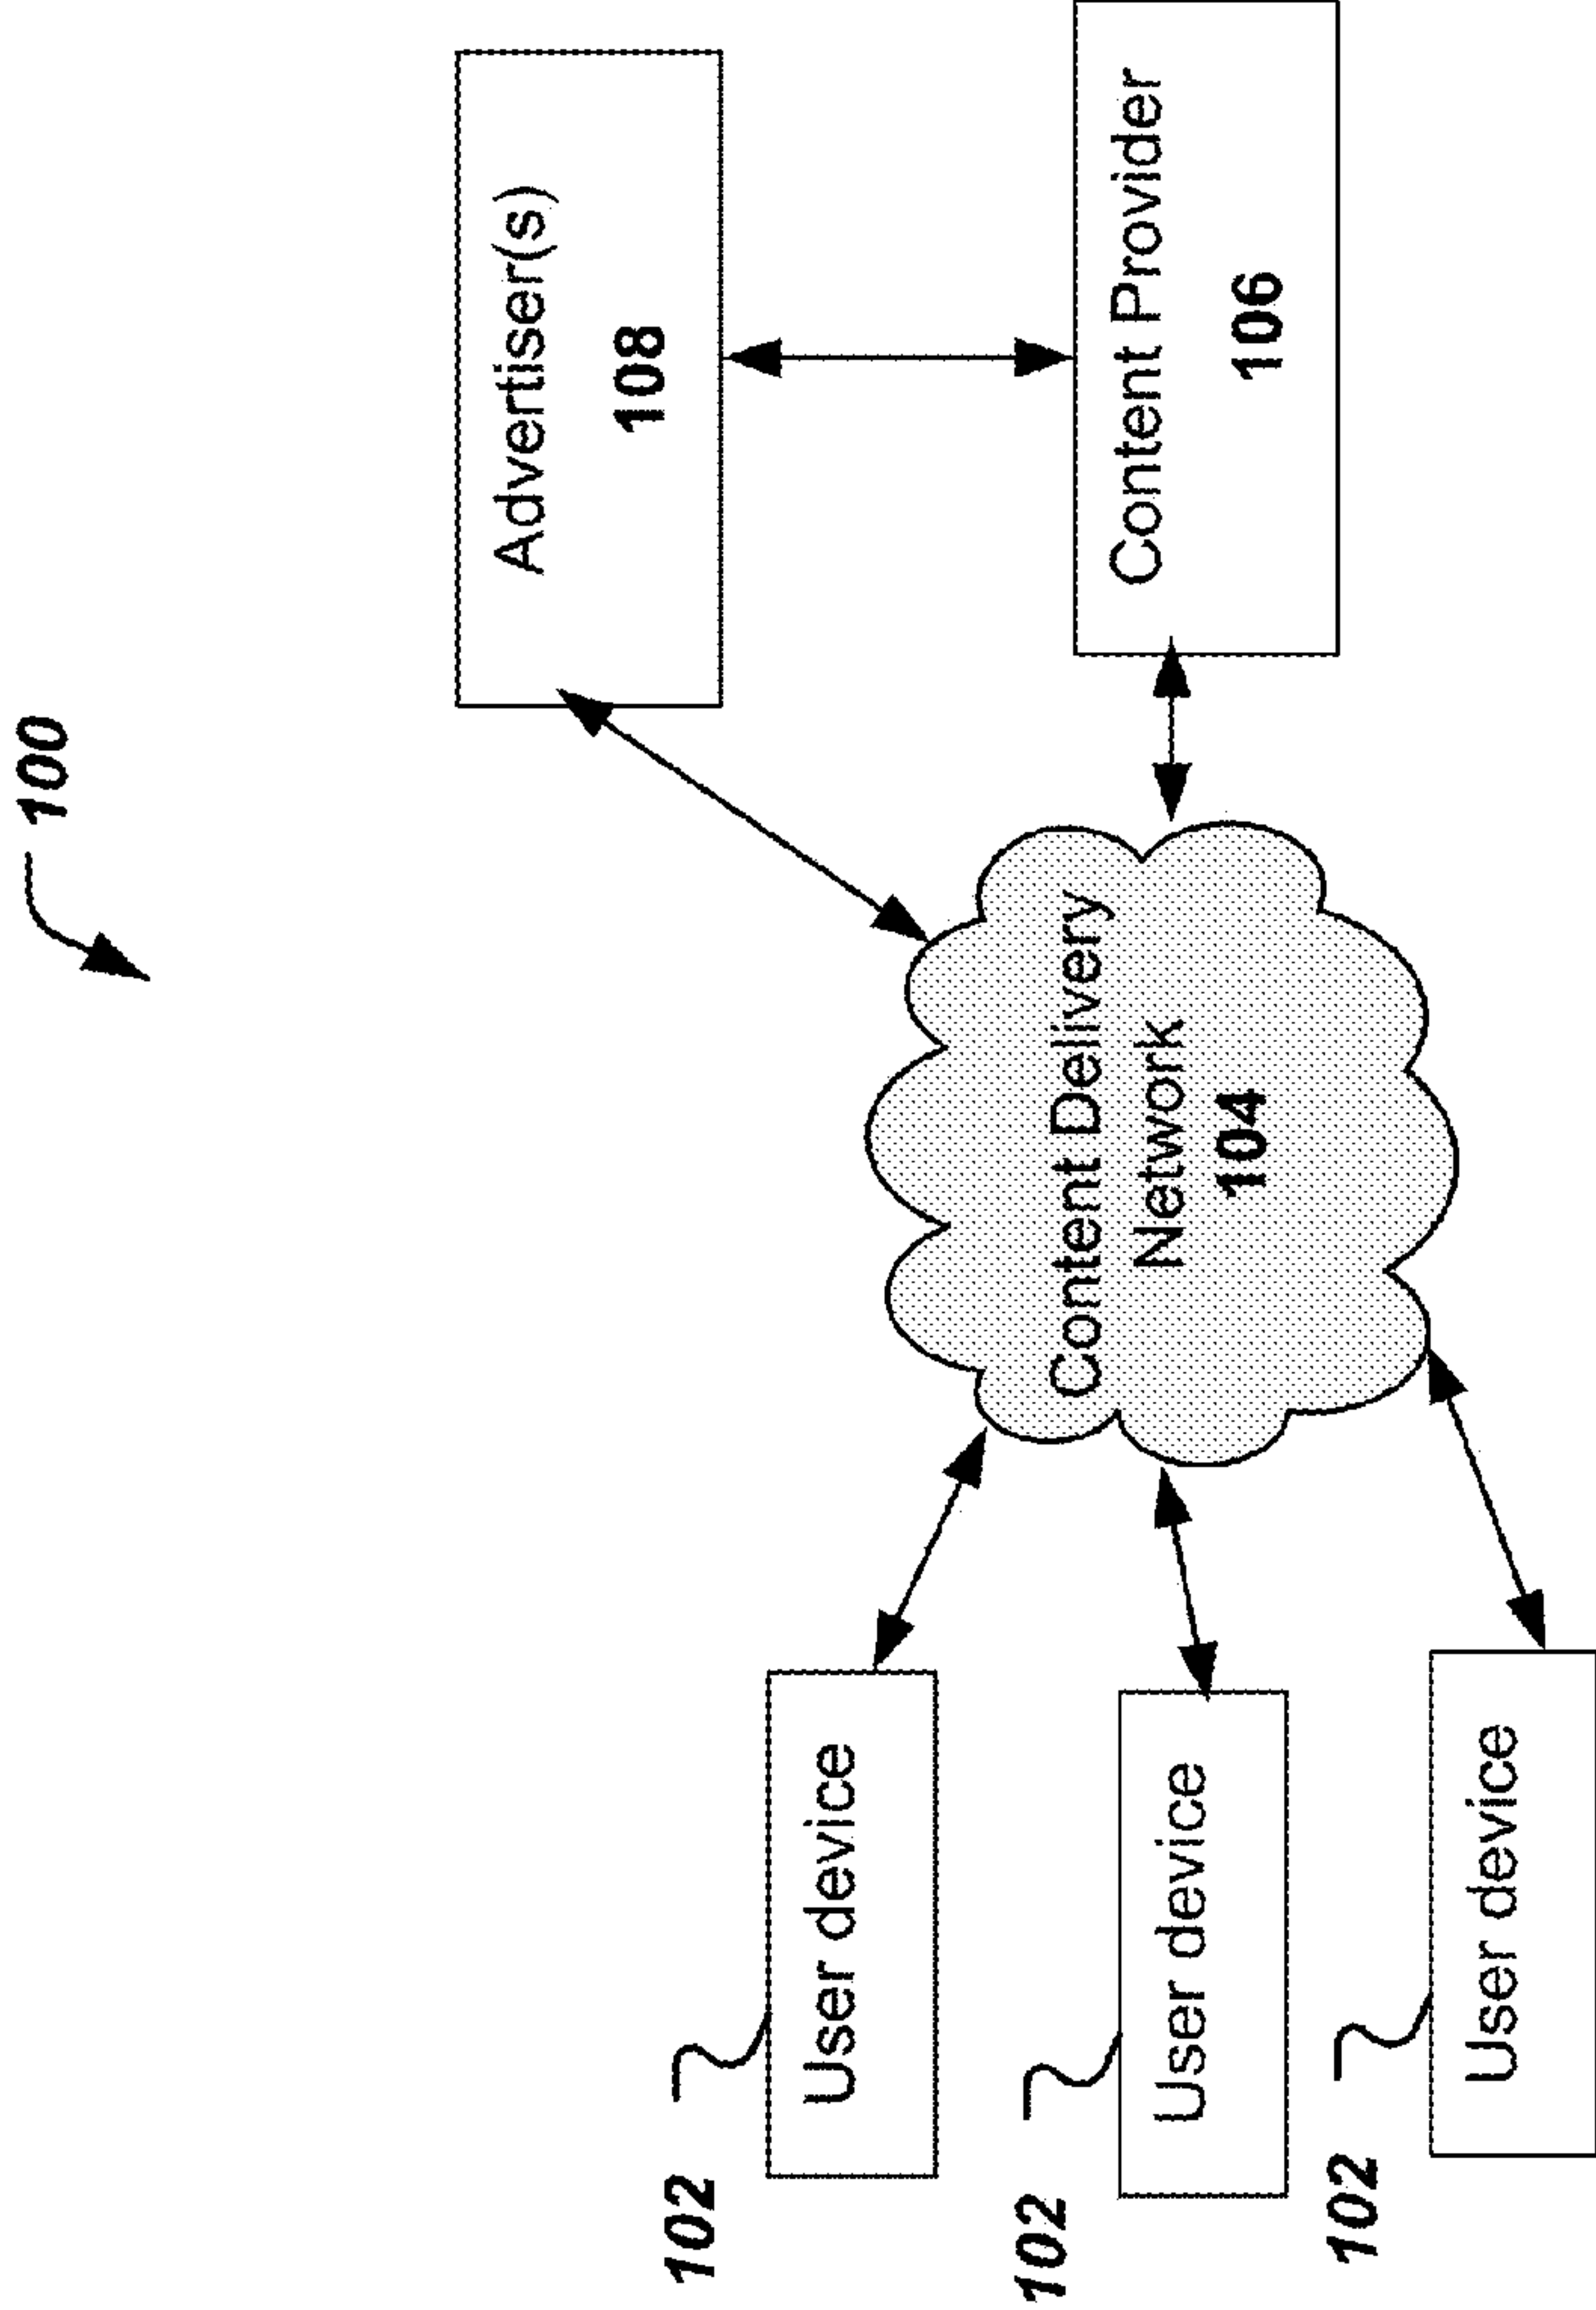 100
Advertiser(s)
108
Content Provider
106
Content Delivery
Network
104
102
User device
102
User device
102
User device